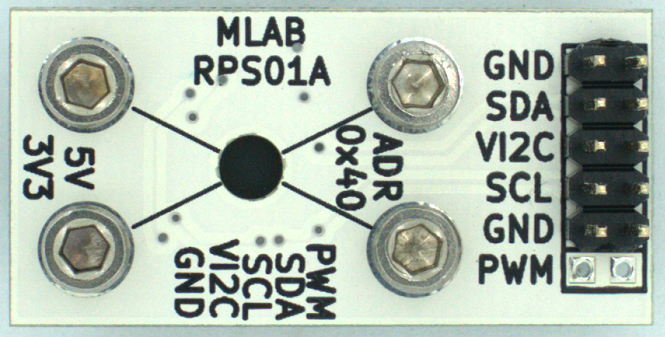 MLAB
RPS01A
5V
3V3
ADR
0x40
PWM
SDA
SCL
VI2C
GND
GND
SDA
VI2C
SCL
GND
PWM